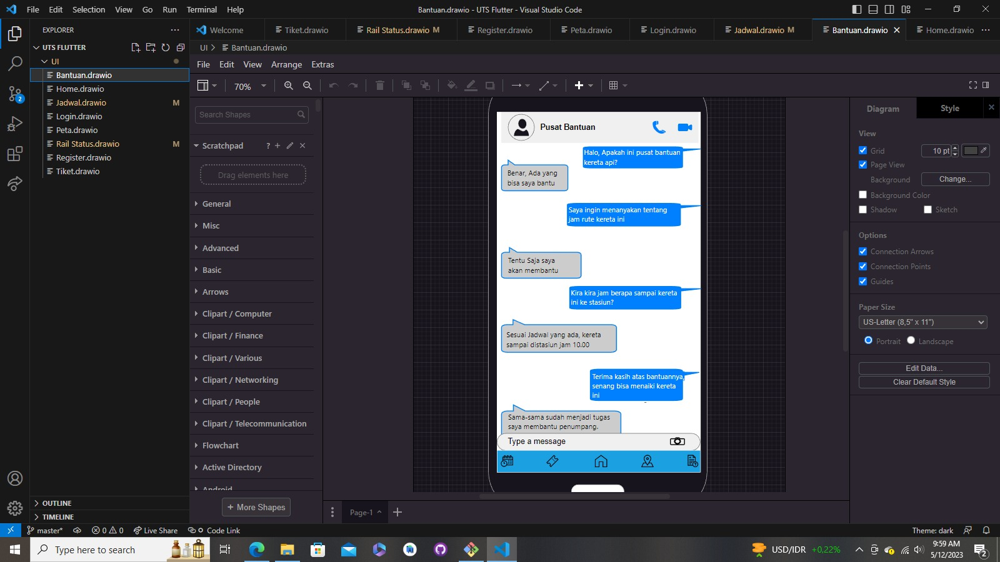 File Edit Selection View Go Run Terminal Help
Bantuan.drawio - UTS Flutter - Visual Studio Code
EXPLORER
UTS FLUTTER
UI
Bantuan.drawio
Home.drawio
Jadwal.drawio M
Login.drawio
Peta.drawio
Rail Status.drawio M
Register.drawio
Tiket.drawio
OUTLINE
TIMELINE
Welcome
Tiket.drawio
Rail Status.drawio M
Register.drawio
Peta.drawio
Login.drawio
Jadwal.drawio M
Bantuan.drawio
Home.drawio
UI > Bantuan.drawio
File Edit View Arrange Extras
70%
Search Shapes
Scratchpad
?
Drag elements here
General
Misc
Advanced
Basic
Arrows
Clipart / Computer
Clipart / Finance
Clipart / Various
Clipart / Networking
Clipart / People
Clipart / Telecommunication
Flowchart
Active Directory
Android
+ More Shapes
Pusat Bantuan
Halo, Apakah ini pusat bantuan
kereta api?
Benar, Ada yang
bisa saya bantu
Saya ingin menanyakan tentang
jam rute kereta ini
Tentu Saja saya
akan membantu
Kira kira jam berapa sampai kereta
ini ke stasiun?
Sesuai Jadwal yang ada, kereta
sampai distasiun jam 10.00
Terima kasih atas bantuannya,
senang bisa menaiki kereta
ini
Sama-sama sudah menjadi tugas
saya membantu penumpang.
Type a message
Page-1
Diagram
Style
View
Grid
10 pt
Page View
Background
Change...
Background Color
Shadow
Sketch
Options
Connection Arrows
Connection Points
Guides
Paper Size
US-Letter (8,5" x 11")
Portrait
Landscape
Edit Data...
Clear Default Style
2
master*
0
0
Live Share
Code Link
Theme: dark
Type here to search
USD/IDR +0,22%
9:59 AM
5/12/2023
2